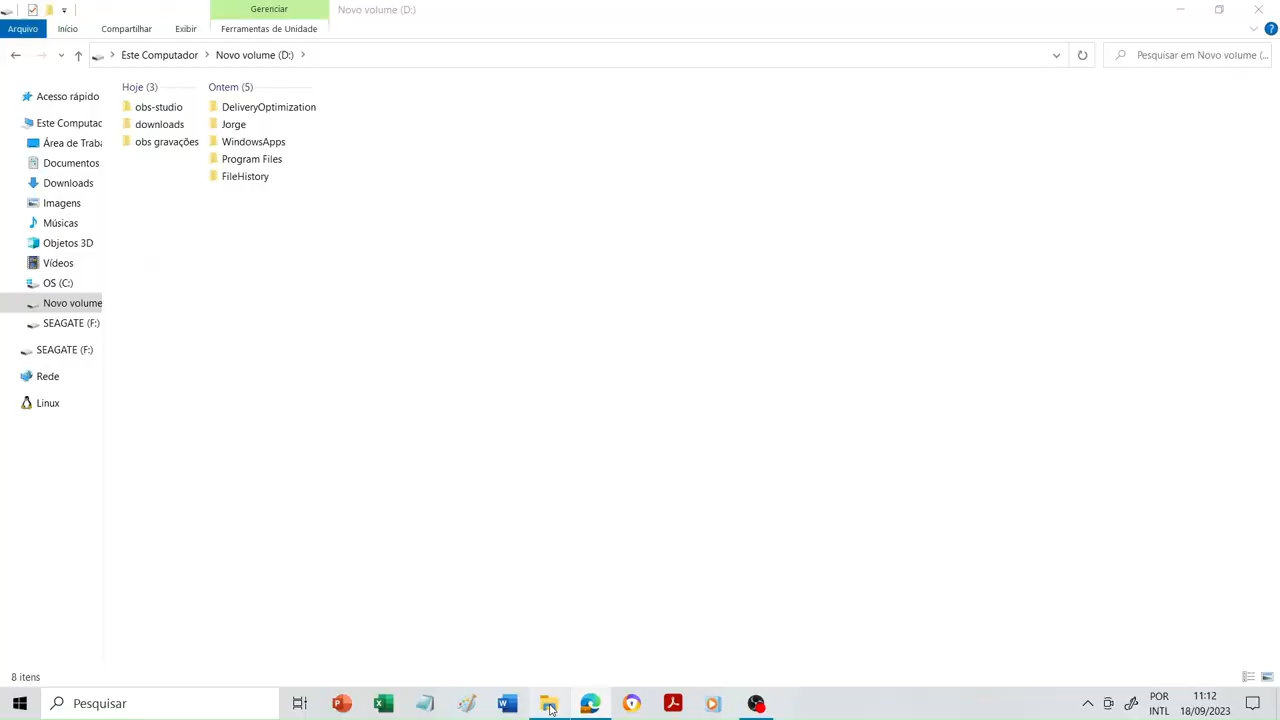 Gerenciar
Novo volume (D:)
Arquivo
Início
Compartilhar
Exibir
Ferramentas de Unidade
Este Computador
Novo volume (D:)
Pesquisar em Novo volume (...
Acesso rápido
Este Computac
Área de Traba
Documentos
Downloads
Imagens
Músicas
Objetos 3D
Vídeos
OS (C:)
Novo volume
SEAGATE (F:)
SEAGATE (F:)
Rede
Linux
Hoje (3)
obs-studio
downloads
obs gravações
Ontem (5)
DeliveryOptimization
Jorge
WindowsApps
Program Files
FileHistory
8 itens
Pesquisar
POR
INTL
11:12
18/09/2023